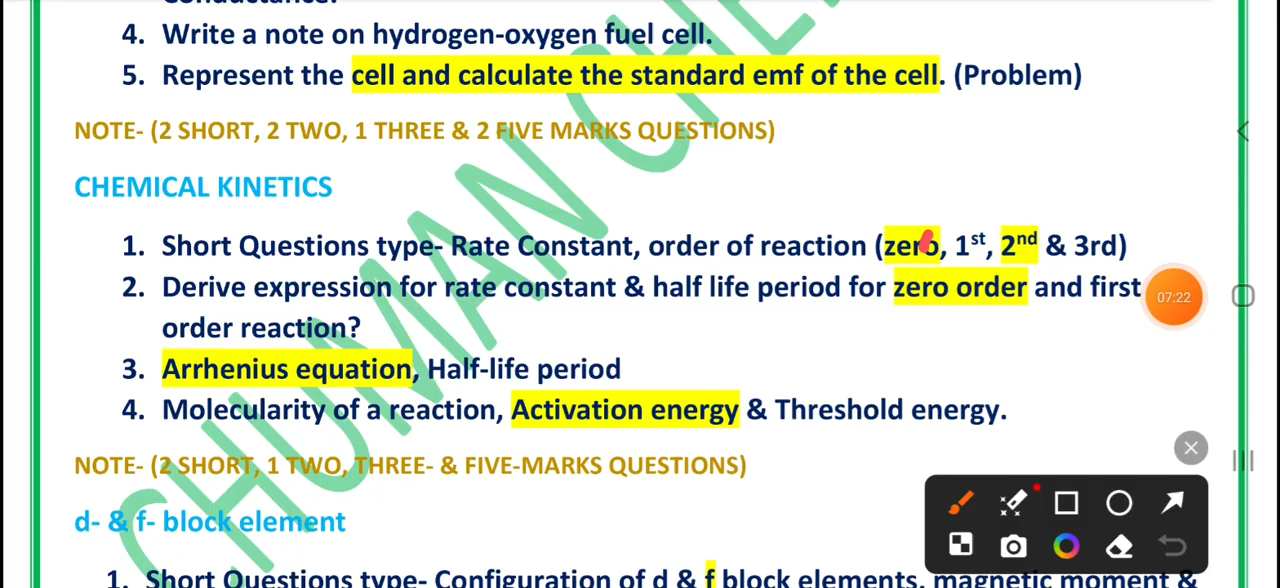 4. Write a note on hydrogen-oxygen fuel cell.
5. Represent the cell and calculate the standard emf of the cell. (Problem)
NOTE- (2 SHORT, 2 TWO, 1 THREE & 2 FIVE MARKS QUESTIONS)
CHEMICAL KINETICS
1. Short Questions type- Rate Constant, order of reaction (zero, 1st, 2nd & 3rd)
2. Derive expression for rate constant & half life period for zero order and first
order reaction?
07:22
3. Arrhenius equation, Half-life period
4. Molecularity of a reaction, Activation energy & Threshold energy.
NOTE- (2 SHORT, 1 TWO, THREE- & FIVE-MARKS QUESTIONS)
d- & f- block element
1. Short Questions type- Configuration of d & f block elements, magnetic moment &
CHUMAN CHE